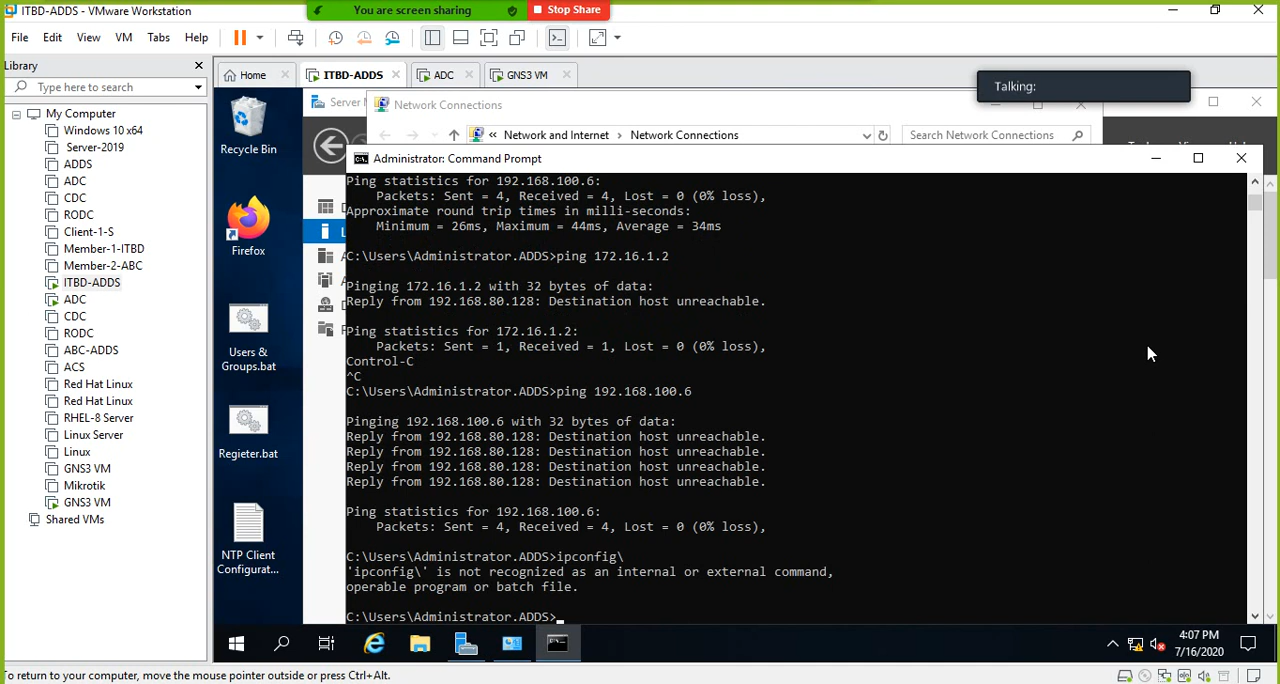 ITBD-ADDS - VMware Workstation
You are screen sharing
Stop Share
File Edit View VM Tabs Help
Library
Type here to search
My Computer
Windows 10 x64
Server-2019
ADDS
ADC
CDC
RODC
Client-1-S
Member-1-ITBD
Member-2-ABC
ITBD-ADDS
ADC
CDC
RODC
ABC-ADDS
ACS
Red Hat Linux
Red Hat Linux
RHEL-8 Server
Linux Server
Linux
GNS3 VM
Mikrotik
GNS3 VM
Shared VMs
Home ITBD-ADDS ADC GNS3 VM
Talking:
Recycle Bin
Firefox
Users &
Groups.bat
Regieter.bat
NTP Client
Configurat...
Server
Network Connections
« Network and Internet > Network Connections
Search Network Connections
Administrator: Command Prompt
Ping statistics for 192.168.100.6:
Packets: Sent = 4, Received = 4, Lost = 0 (0% loss),
Approximate round trip times in milli-seconds:
Minimum = 26ms, Maximum = 44ms, Average = 34ms
C:\Users\Administrator.ADDS>ping 172.16.1.2
Pinging 172.16.1.2 with 32 bytes of data:
Reply from 192.168.80.128: Destination host unreachable.
Ping statistics for 172.16.1.2:
Packets: Sent = 1, Received = 1, Lost = 0 (0% loss),
Control-C
^C
C:\Users\Administrator.ADDS>ping 192.168.100.6
Pinging 192.168.100.6 with 32 bytes of data:
Reply from 192.168.80.128: Destination host unreachable.
Reply from 192.168.80.128: Destination host unreachable.
Reply from 192.168.80.128: Destination host unreachable.
Reply from 192.168.80.128: Destination host unreachable.
Ping statistics for 192.168.100.6:
Packets: Sent = 4, Received = 4, Lost = 0 (0% loss),
C:\Users\Administrator.ADDS>ipconfig\
'ipconfig\' is not recognized as an internal or external command,
operable program or batch file.
C:\Users\Administrator.ADDS>
4:07 PM
7/16/2020
To return to your computer, move the mouse pointer outside or press Ctrl+Alt.